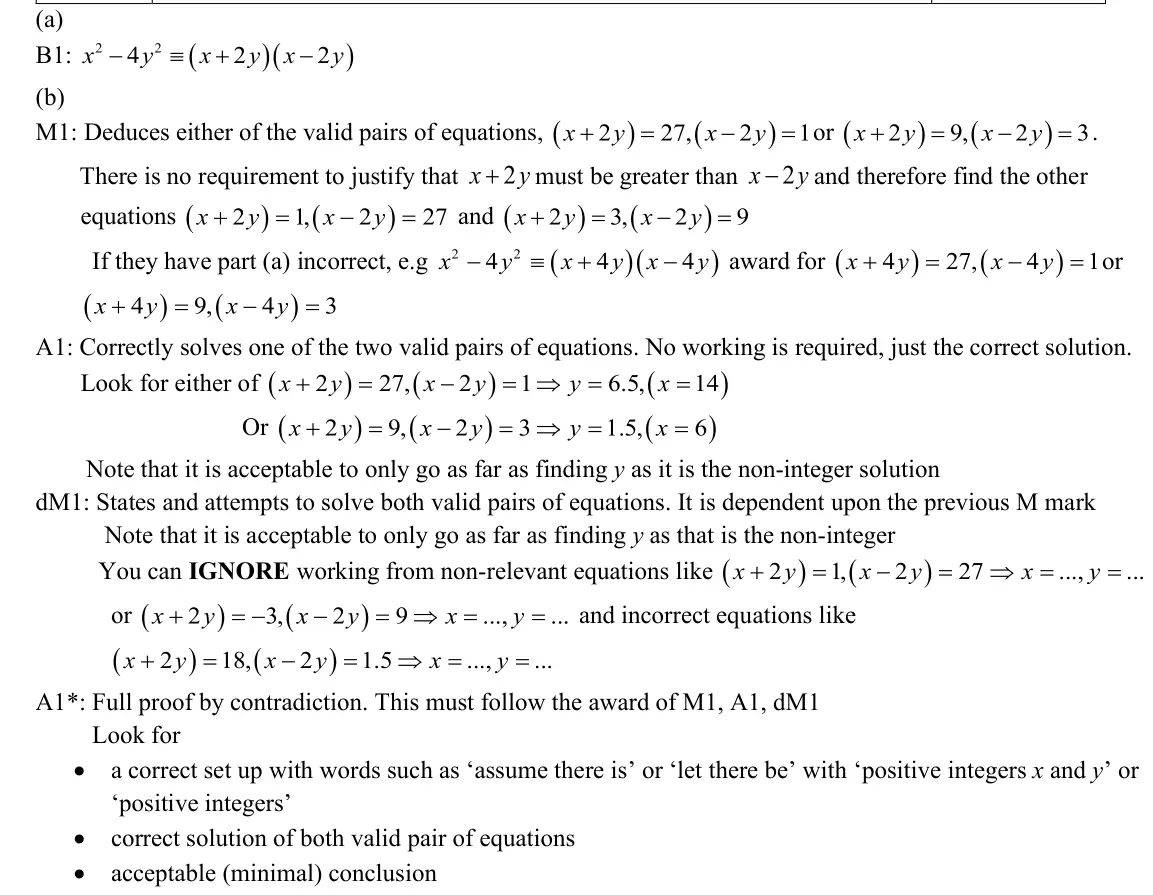 (a)
B1: x² − 4y² ≡ (x + 2y)(x − 2y)
(b)
M1: Deduces either of the valid pairs of equations, (x + 2y) = 27, (x − 2y) = 1 or (x + 2y) = 9, (x − 2y) = 3.
There is no requirement to justify that x + 2y must be greater than x − 2y and therefore find the other
equations (x + 2y) = 1, (x − 2y) = 27 and (x + 2y) = 3, (x − 2y) = 9
If they have part (a) incorrect, e.g x² − 4y² ≡ (x + 4y)(x − 4y) award for (x + 4y) = 27, (x − 4y) = 1 or
(x + 4y) = 9, (x − 4y) = 3
A1: Correctly solves one of the two valid pairs of equations. No working is required, just the correct solution.
Look for either of (x + 2y) = 27, (x − 2y) = 1 ⇒ y = 6.5, (x = 14)
Or (x + 2y) = 9, (x − 2y) = 3 ⇒ y = 1.5, (x = 6)
Note that it is acceptable to only go as far as finding y as it is the non-integer solution
dM1: States and attempts to solve both valid pairs of equations. It is dependent upon the previous M mark
Note that it is acceptable to only go as far as finding y as that is the non-integer
You can IGNORE working from non-relevant equations like (x + 2y) = 1, (x − 2y) = 27 ⇒ x = ..., y = ...
or (x + 2y) = −3, (x − 2y) = 9 ⇒ x = ..., y = ... and incorrect equations like
(x + 2y) = 18, (x − 2y) = 1.5 ⇒ x = ..., y = ...
A1*: Full proof by contradiction. This must follow the award of M1, A1, dM1
Look for
• a correct set up with words such as ‘assume there is’ or ‘let there be’ with ‘positive integers x and y’ or
‘positive integers’
• correct solution of both valid pair of equations
• acceptable (minimal) conclusion